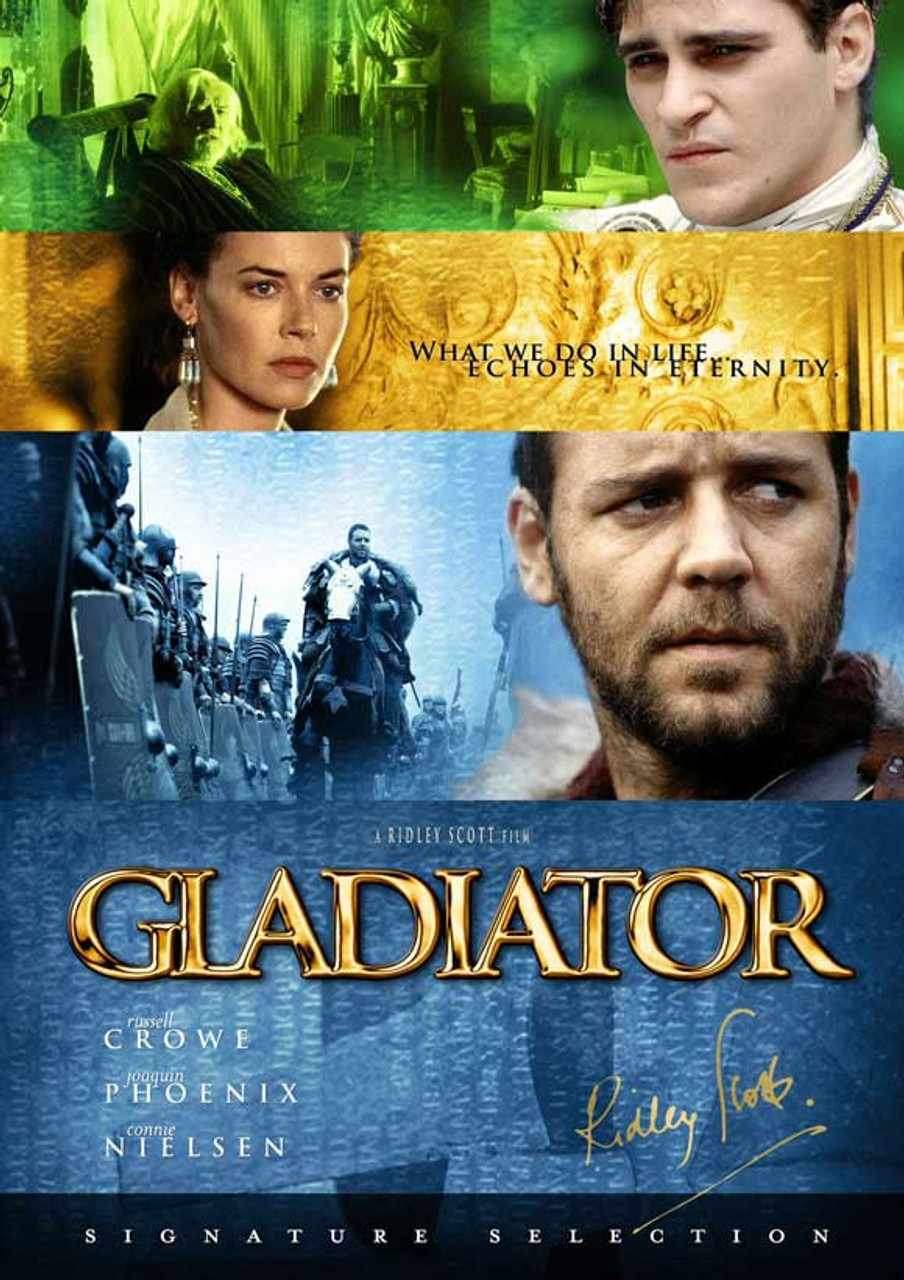 WHAT WE DO IN LIFE...
ECHOES IN ETERNITY.
A RIDLEY SCOTT FILM
GLADIATOR
russell
CROWE
joaquin
PHOENIX
connie
NIELSEN
Ridley Scott.
SIGNATURE SELECTION